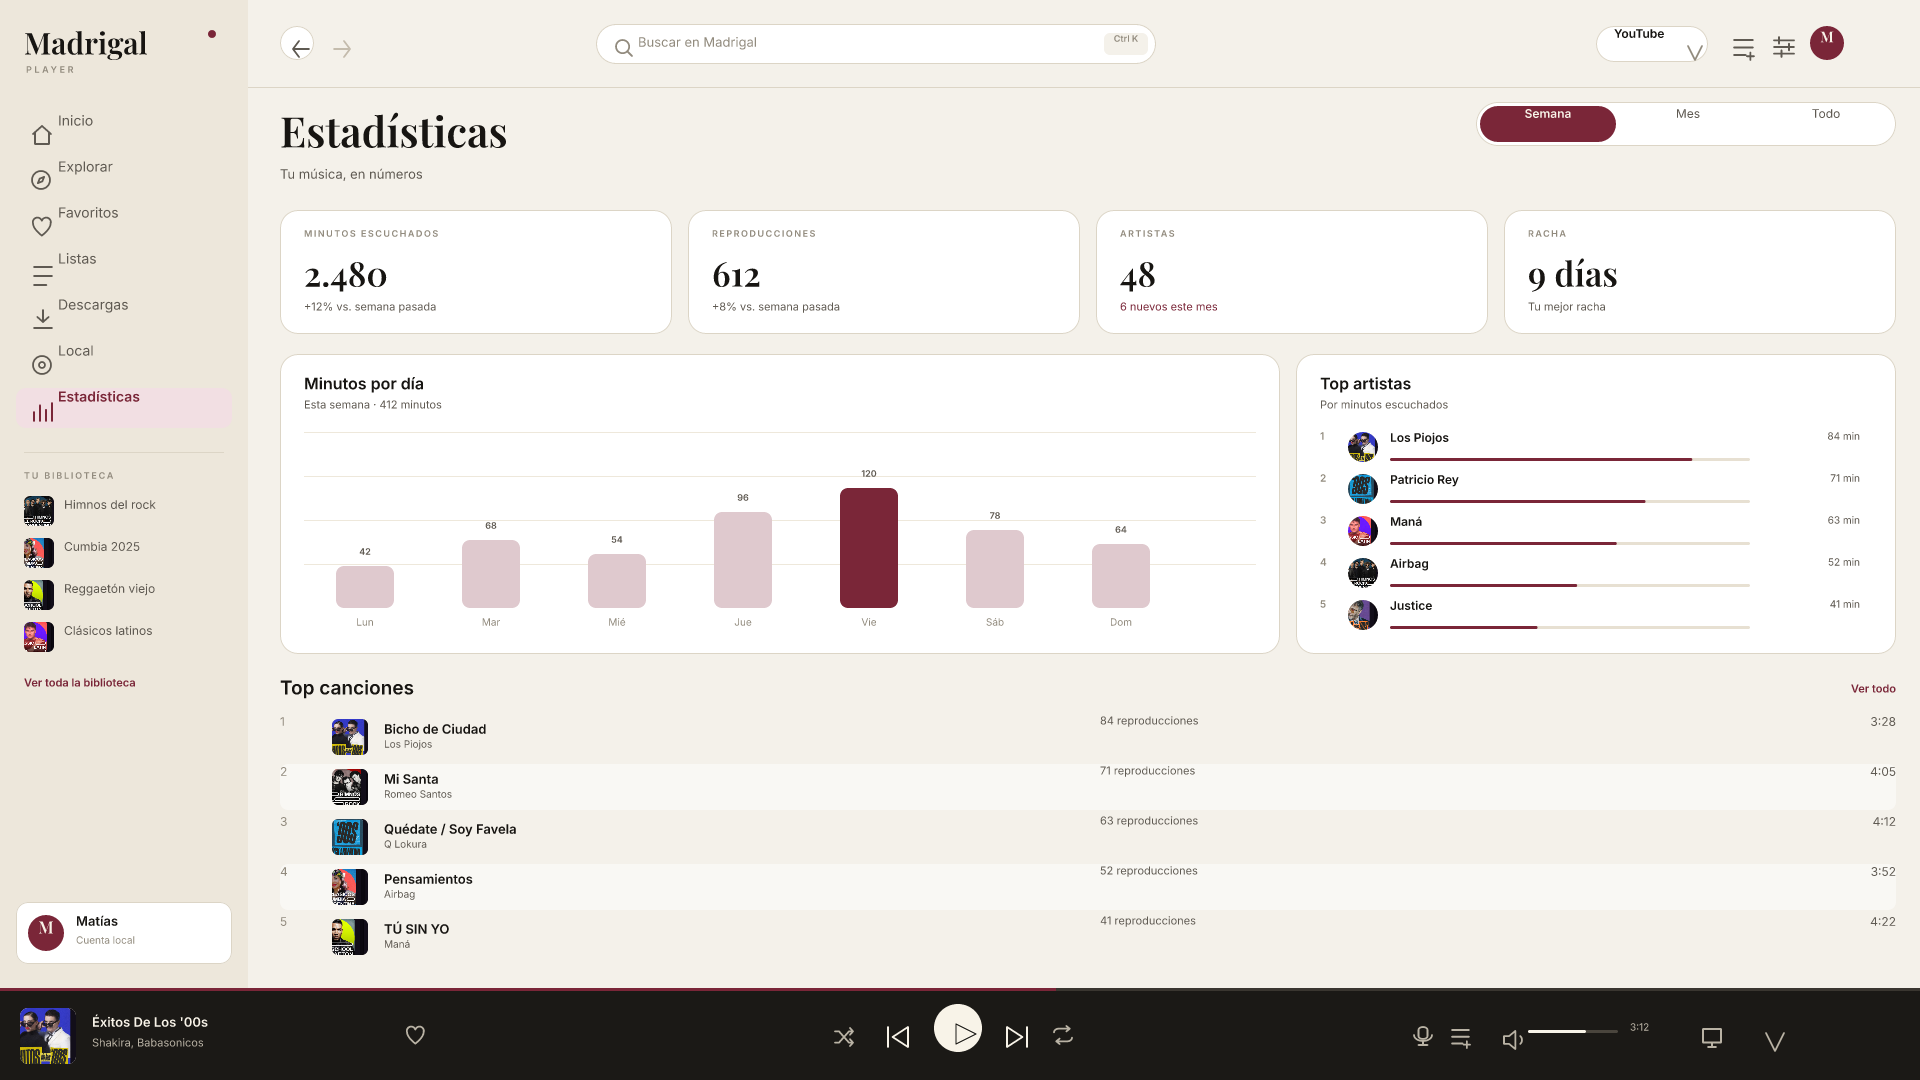 Madrigal
PLAYER
Buscar en Madrigal
Ctrl K
YouTube
M
Inicio
Explorar
Favoritos
Listas
Descargas
Local
Estadísticas
TU BIBLIOTECA
Himnos del rock
Cumbia 2025
Reggaetón viejo
Clásicos latinos
Ver toda la biblioteca
M
Matías
Cuenta local
Estadísticas
Tu música, en números
Semana
Mes
Todo
MINUTOS ESCUCHADOS
2.480
+12% vs. semana pasada
REPRODUCCIONES
612
+8% vs. semana pasada
ARTISTAS
48
6 nuevos este mes
RACHA
9 días
Tu mejor racha
Minutos por día
Esta semana · 412 minutos
42
68
54
96
120
78
64
Lun
Mar
Mié
Jue
Vie
Sáb
Dom
Top artistas
Por minutos escuchados
1
Los Piojos
84 min
2
Patricio Rey
71 min
3
Maná
63 min
4
Airbag
52 min
5
Justice
41 min
Top canciones
Ver todo
1
Bicho de Ciudad
Los Piojos
84 reproducciones
3:28
2
Mi Santa
Romeo Santos
71 reproducciones
4:05
3
Quédate / Soy Favela
Q Lokura
63 reproducciones
4:12
4
Pensamientos
Airbag
52 reproducciones
3:52
5
TÚ SIN YO
Maná
41 reproducciones
4:22
Éxitos De Los '00s
Shakira, Babasonicos
3:12